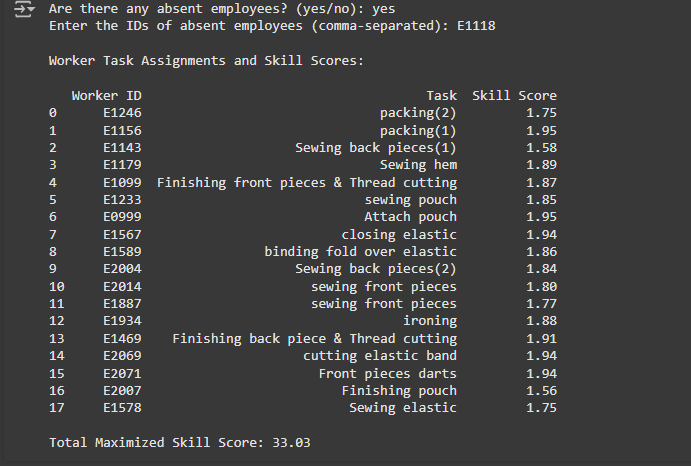 Are there any absent employees? (yes/no): yes
Enter the IDs of absent employees (comma-separated): E1118
Worker Task Assignments and Skill Scores:
Worker ID Task Skill Score
0 E1246 packing(2) 1.75
1 E1156 packing(1) 1.95
2 E1143 Sewing back pieces(1) 1.58
3 E1179 Sewing hem 1.89
4 E1099 Finishing front pieces & Thread cutting 1.87
5 E1233 sewing pouch 1.85
6 E0999 Attach pouch 1.95
7 E1567 closing elastic 1.94
8 E1589 binding fold over elastic 1.86
9 E2004 Sewing back pieces(2) 1.84
10 E2014 sewing front pieces 1.80
11 E1887 sewing front pieces 1.77
12 E1934 ironing 1.88
13 E1469 Finishing back piece & Thread cutting 1.91
14 E2069 cutting elastic band 1.94
15 E2071 Front pieces darts 1.94
16 E2007 Finishing pouch 1.56
17 E1578 Sewing elastic 1.75
Total Maximized Skill Score: 33.03